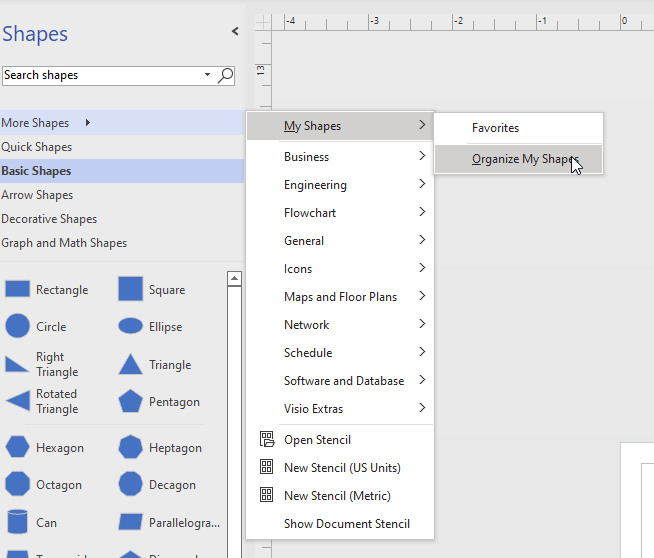 Shapes
<
-4
-3
-2
-1
0
13
Search shapes
More Shapes
Quick Shapes
Basic Shapes
Arrow Shapes
Decorative Shapes
Graph and Math Shapes
Rectangle
Square
Circle
Ellipse
Right
Triangle
Triangle
Rotated
Triangle
Pentagon
Hexagon
Heptagon
Octagon
Decagon
Can
Parallelogra...
My Shapes
Business
Engineering
Flowchart
General
Icons
Maps and Floor Plans
Network
Schedule
Software and Database
Visio Extras
Open Stencil
New Stencil (US Units)
New Stencil (Metric)
Show Document Stencil
Favorites
Organize My Shapes